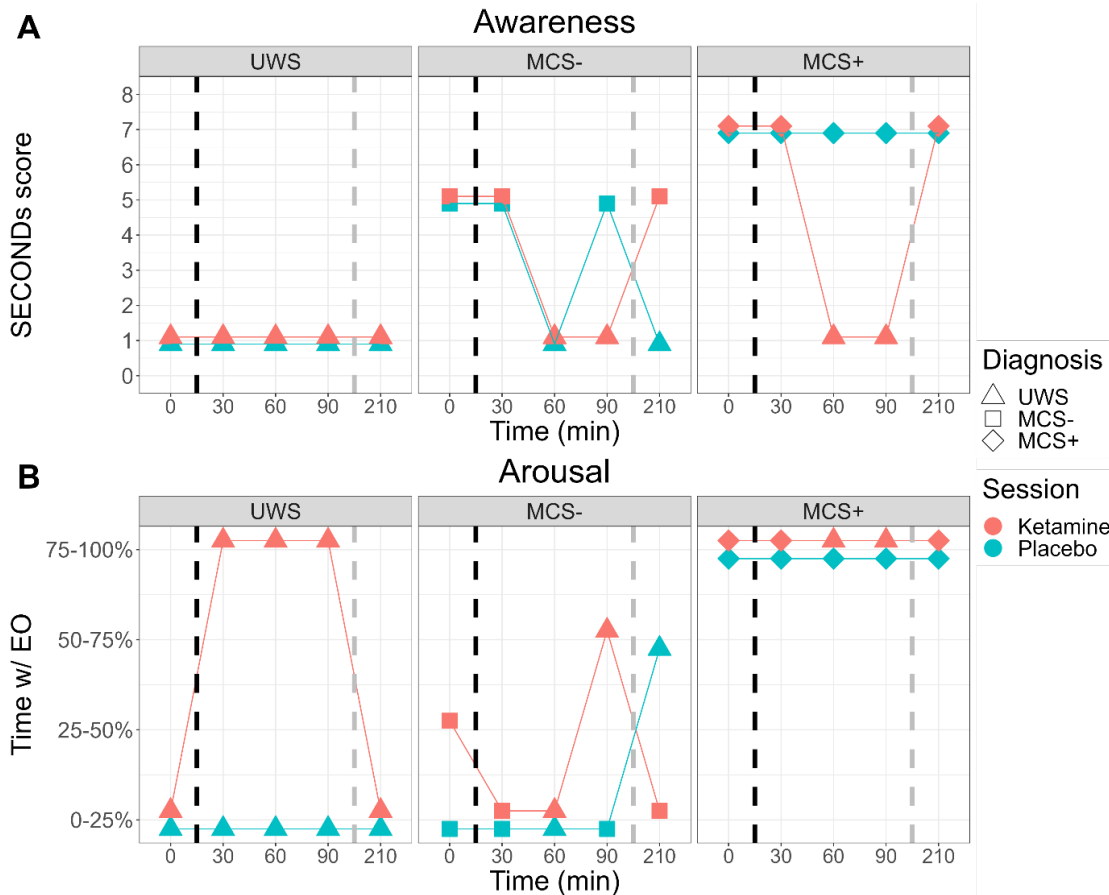 A
Awareness
UWS
MCS-
MCS+
SECONDs score
8
7
6
5
4
3
2
1
0
0 30 60 90 210
0 30 60 90 210
0 30 60 90 210
Time (min)
Diagnosis
UWS
MCS-
MCS+
Session
Ketamine
Placebo
B
Arousal
UWS
MCS-
MCS+
Time w/ EO
75-100%
50-75%
25-50%
0-25%
0 30 60 90 210
0 30 60 90 210
0 30 60 90 210
Time (min)